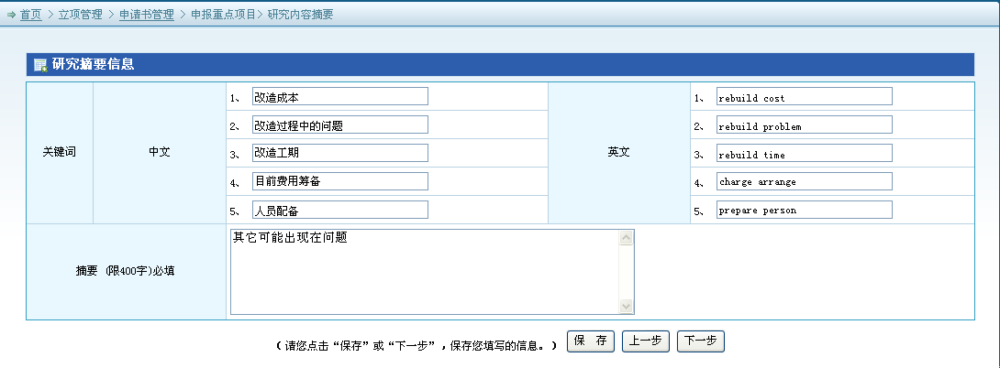 首页 > 立项管理 > 申请书管理 > 申报重点项目> 研究内容摘要
研究摘要信息
关键词
中文
1、 改造成本
2、 改造过程中的问题
3、 改造工期
4、 目前费用筹备
5、 人员配备
英文
1、 rebuild cost
2、 rebuild problem
3、 rebuild time
4、 charge arrange
5、 prepare person
摘要 (限400字)必填
其它可能出现在问题
( 请您点击“保存”或“下一步”，保存您填写的信息。) 保 存 上一步 下一步